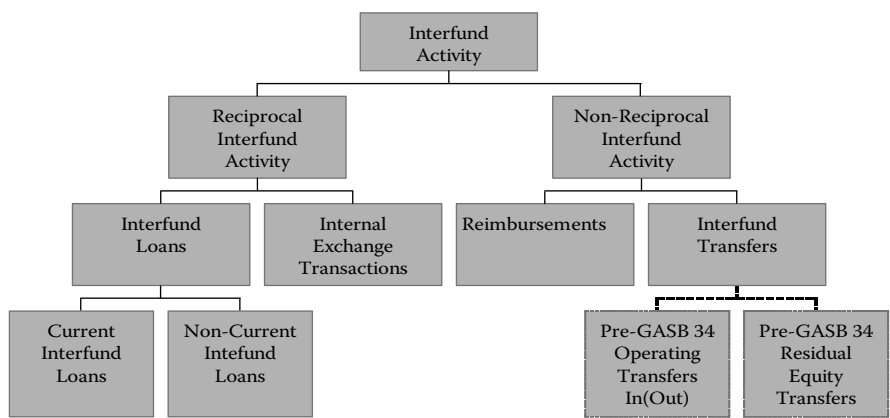 Interfund
Activity
Reciprocal
Interfund
Activity
Non-Reciprocal
Interfund
Activity
Interfund
Loans
Internal
Exchange
Transactions
Reimbursements
Interfund
Transfers
Current
Interfund
Loans
Non-Current
Intefund
Loans
Pre-GASB 34
Operating
Transfers
In(Out)
Pre-GASB 34
Residual
Equity
Transfers